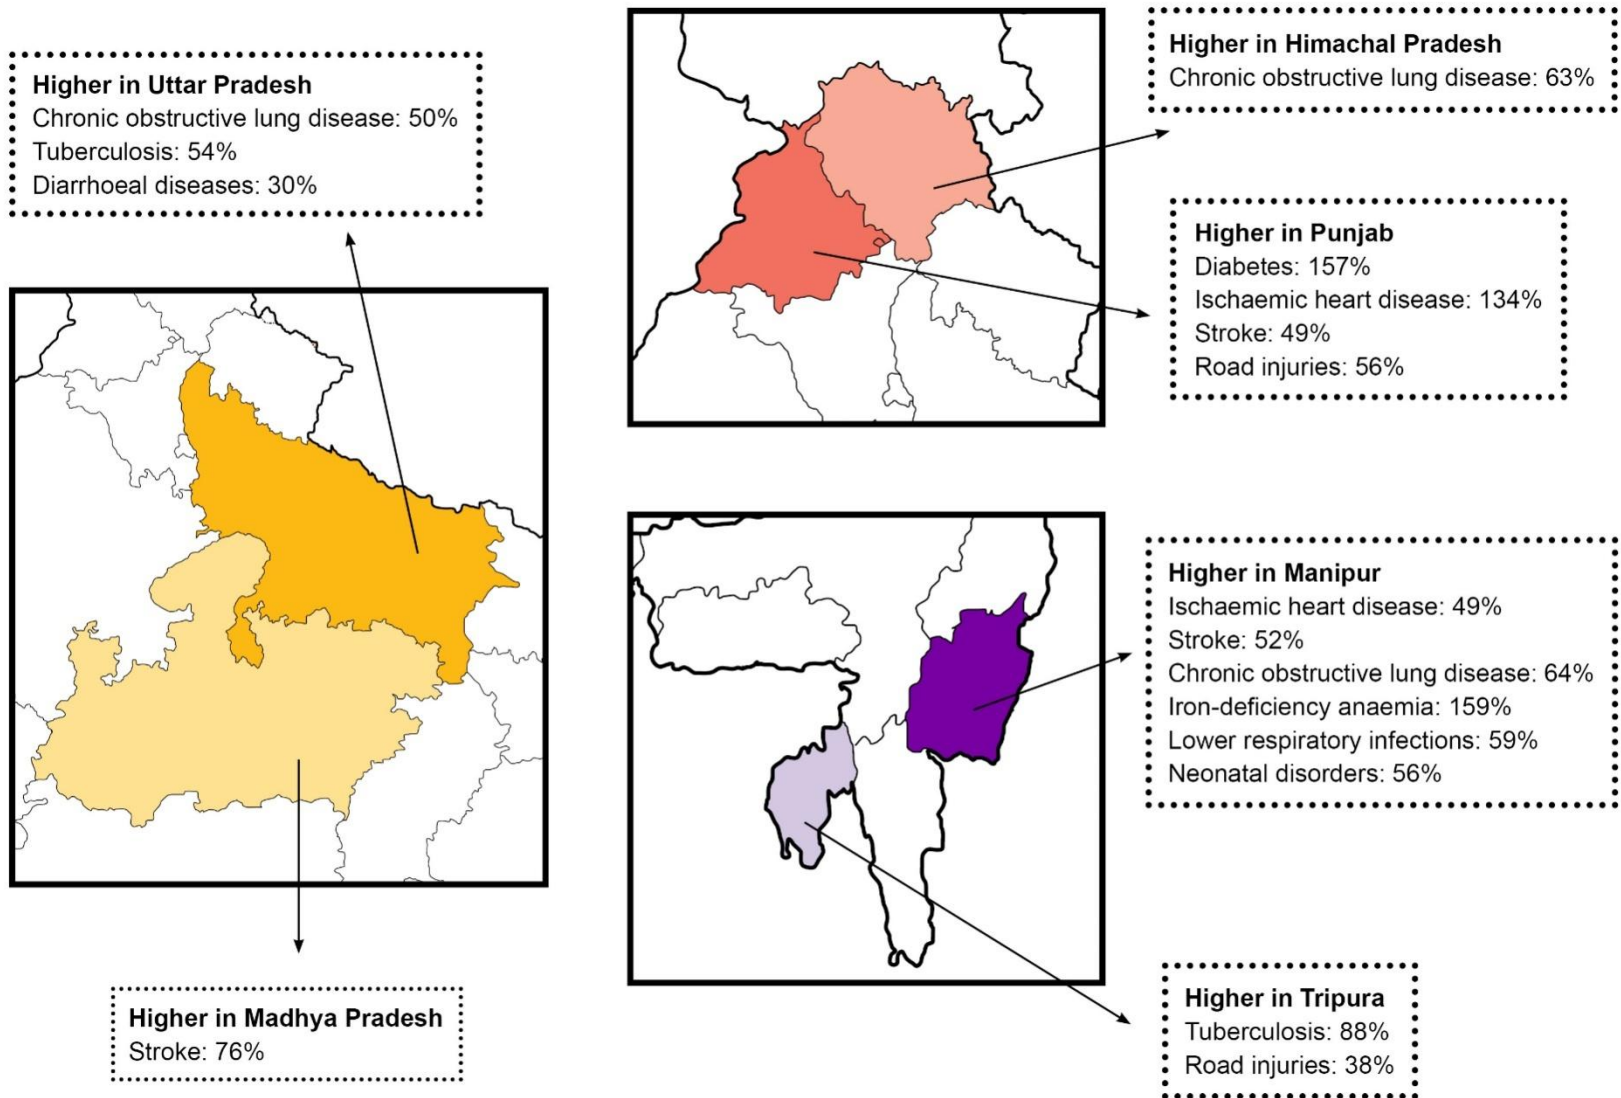 Higher in Uttar Pradesh
Chronic obstructive lung disease: 50%
Tuberculosis: 54%
Diarrhoeal diseases: 30%
Higher in Madhya Pradesh
Stroke: 76%
Higher in Himachal Pradesh
Chronic obstructive lung disease: 63%
Higher in Punjab
Diabetes: 157%
Ischaemic heart disease: 134%
Stroke: 49%
Road injuries: 56%
Higher in Manipur
Ischaemic heart disease: 49%
Stroke: 52%
Chronic obstructive lung disease: 64%
Iron-deficiency anaemia: 159%
Lower respiratory infections: 59%
Neonatal disorders: 56%
Higher in Tripura
Tuberculosis: 88%
Road injuries: 38%